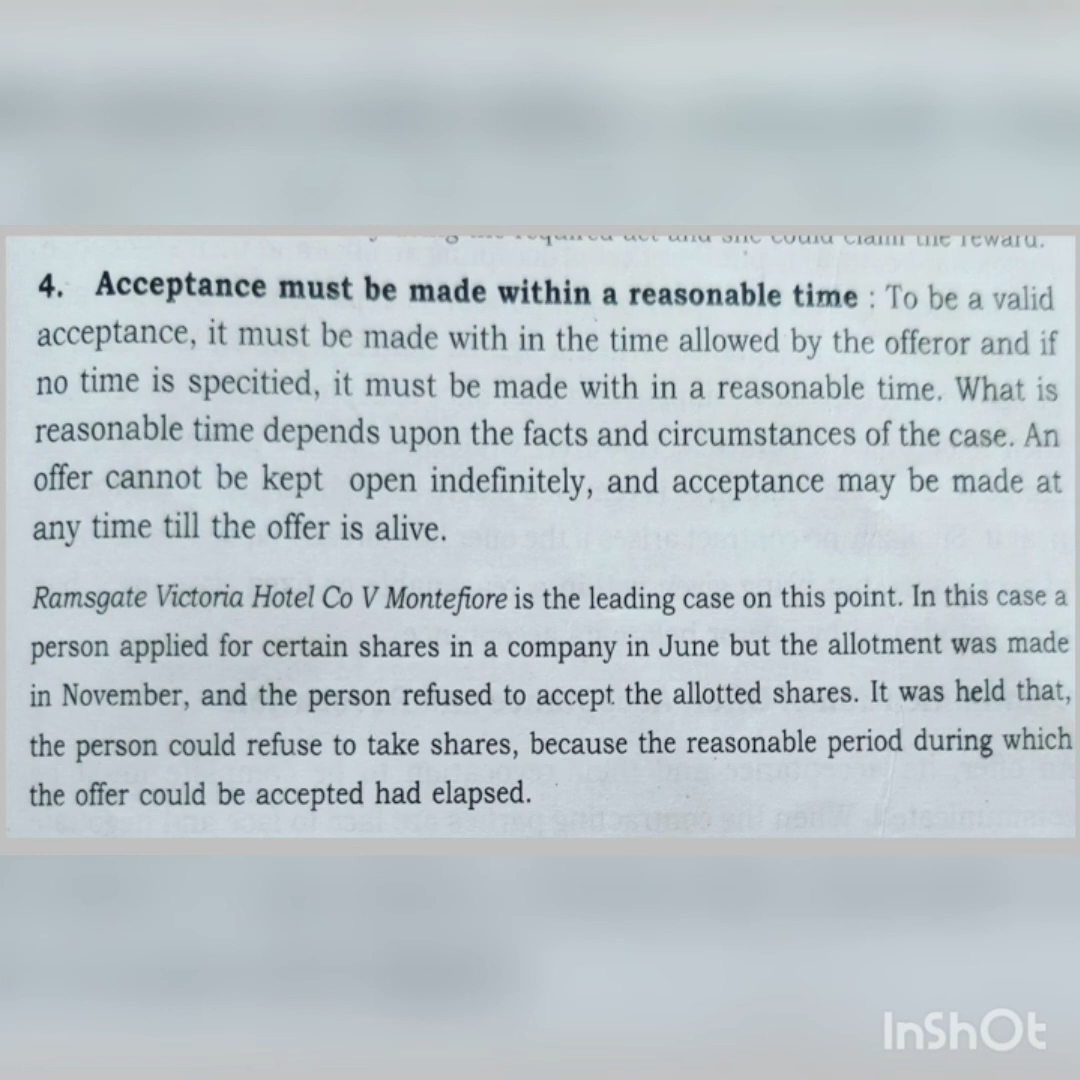 could claim the reward.
4. Acceptance must be made within a reasonable time : To be a valid
acceptance, it must be made with in the time allowed by the offeror and if
no time is specitied, it must be made with in a reasonable time. What is
reasonable time depends upon the facts and circumstances of the case. An
offer cannot be kept open indefinitely, and acceptance may be made at
any time till the offer is alive.
Ramsgate Victoria Hotel Co V Montefiore is the leading case on this point. In this case a
person applied for certain shares in a company in June but the allotment was made
in November, and the person refused to accept the allotted shares. It was held that,
the person could refuse to take shares, because the reasonable period during which
the offer could be accepted had elapsed.
InShOt